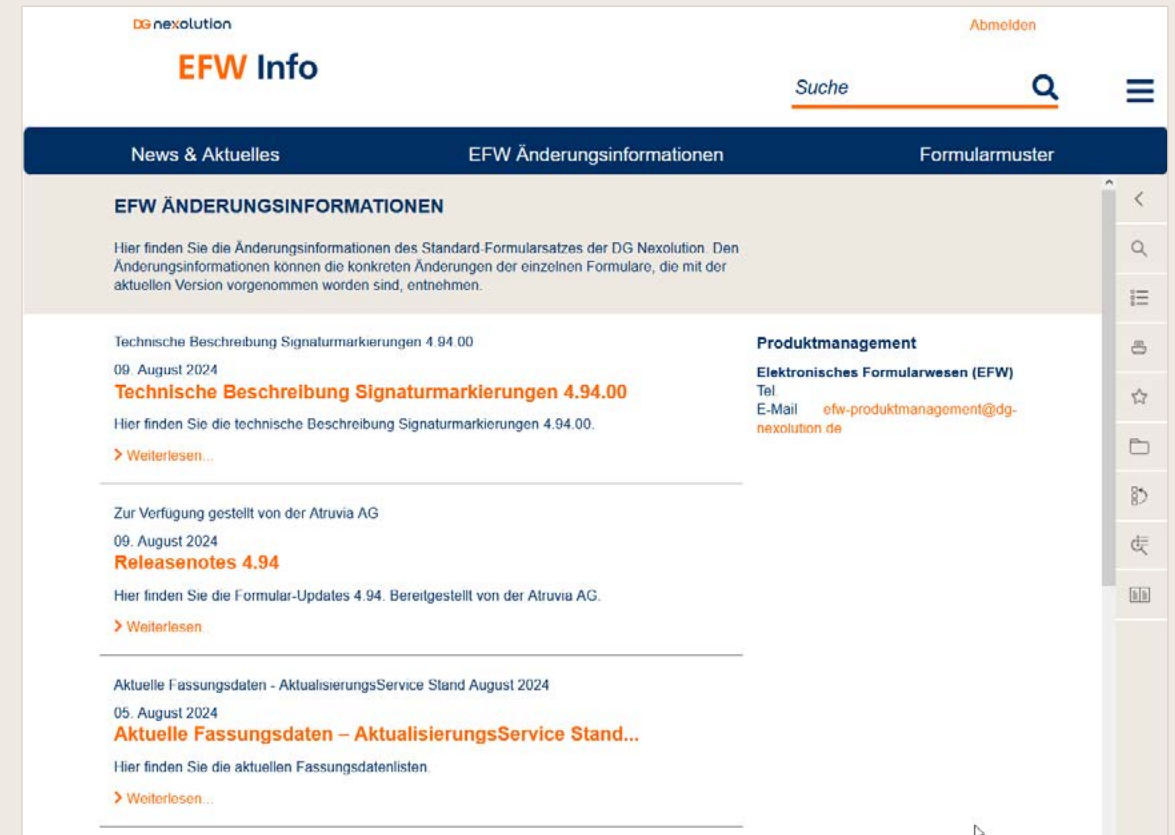 DG nexolution
Abmelden
EFW Info
Suche
News & Aktuelles
EFW Änderungsinformationen
Formularmuster
EFW ÄNDERUNGSINFORMATIONEN
Hier finden Sie die Änderungsinformationen des Standard-Formularsatzes der DG Nexolution. Den
Änderungsinformationen können die konkreten Änderungen der einzelnen Formulare, die mit der
aktuellen Version vorgenommen worden sind, entnehmen.
Technische Beschreibung Signaturmarkierungen 4.94.00
09. August 2024
Technische Beschreibung Signaturmarkierungen 4.94.00
Hier finden Sie die technische Beschreibung Signaturmarkierungen 4.94.00.
Weiterlesen...
Zur Verfügung gestellt von der Atruvia AG
09. August 2024
Releasenotes 4.94
Hier finden Sie die Formular-Updates 4.94. Bereitgestellt von der Atruvia AG.
Weiterlesen
Aktuelle Fassungsdaten - AktualisierungsService Stand August 2024
05. August 2024
Aktuelle Fassungsdaten – AktualisierungsService Stand...
Hier finden Sie die aktuellen Fassungsdatenlisten.
Weiterlesen...
Produktmanagement
Elektronisches Formularwesen (EFW)
Tel.
E-Mail efw-produktmanagement@dg-
nexolution.de